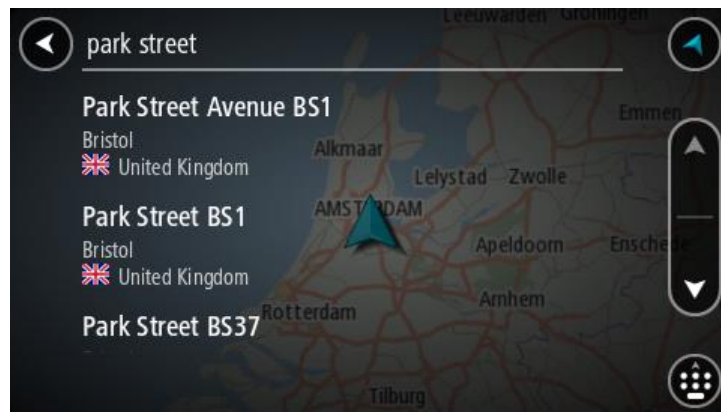 Leeuwarden Groningen
park street
Park Street Avenue BS1
Bristol
United Kingdom
Park Street BS1
Bristol
United Kingdom
Park Street BS37
Emmen
Alkmaar
Lelystad
Zwolle
AMSTERDAM
Apeldoorn
Enschede
Rotterdam
Arnhem
Tilburg